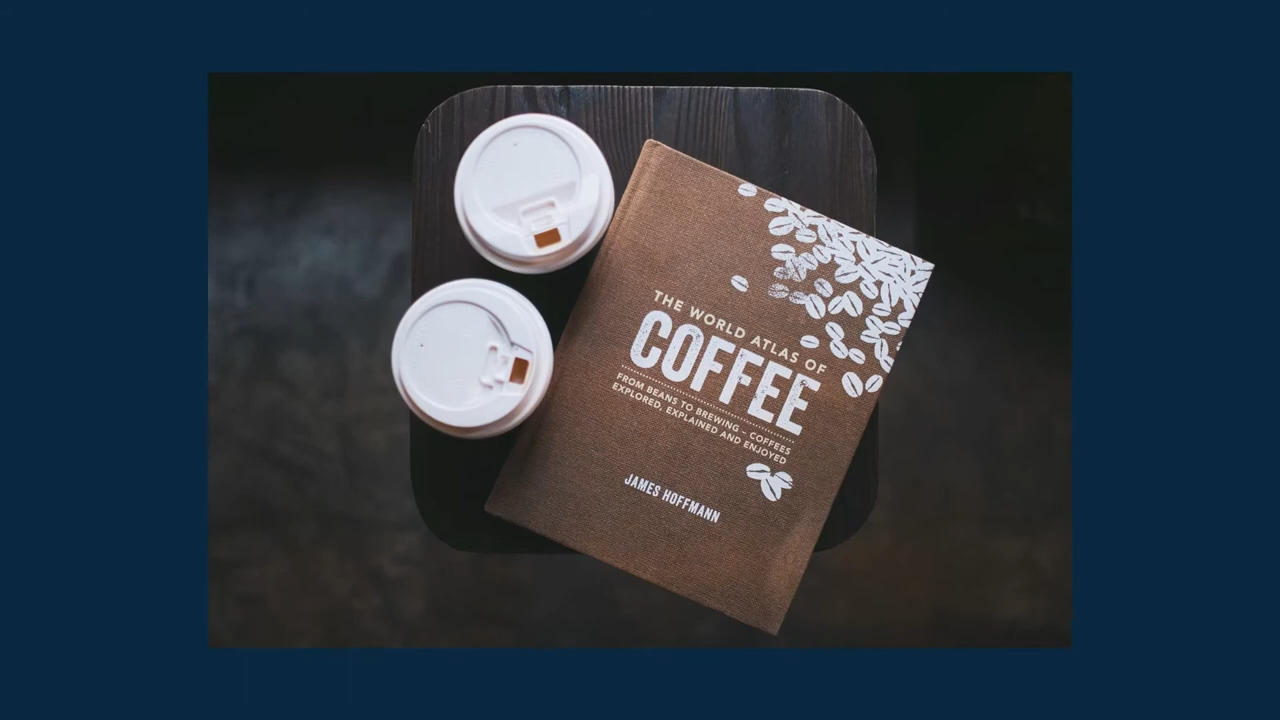 THE WORLD ATLAS OF
COFFEE
FROM BEANS TO BREWING – COFFEES
EXPLORED, EXPLAINED AND ENJOYED
JAMES HOFFMANN